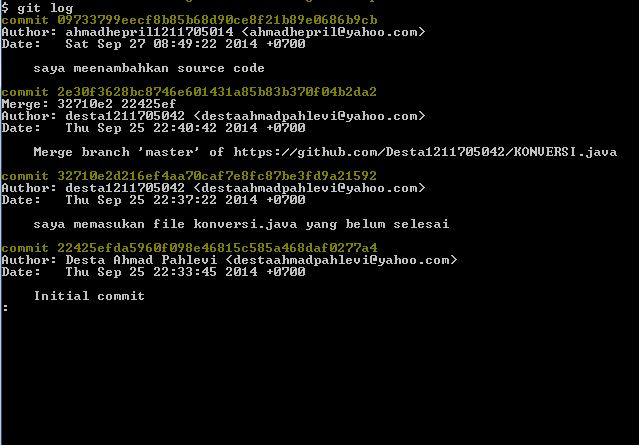 $ git log
commit 09733799eecf8b85b68d90ce8f21b89e0686b9cb
Author: ahmadhepril1211705014 <ahmadhepril@yahoo.com>
Date:   Sat Sep 27 08:49:22 2014 +0700
saya meenambahkan source code
commit 2e30f3628bc8746e601431a85b83b370f04b2da2
Merge: 32710e2 22425ef
Author: desta1211705042 <destaahmadpahlevi@yahoo.com>
Date:   Thu Sep 25 22:40:42 2014 +0700
Merge branch 'master' of https://github.com/Desta1211705042/KONVERSI.java
commit 32710e2d216ef4aa70caf7e8fc87be3fd9a21592
Author: desta1211705042 <destaahmadpahlevi@yahoo.com>
Date:   Thu Sep 25 22:37:22 2014 +0700
saya memasukan file konversi.java yang belum selesai
commit 22425efda5960f098e46815c585a468daf0277a4
Author: Desta Ahmad Pahlevi <destaahmadpahlevi@yahoo.com>
Date:   Thu Sep 25 22:33:45 2014 +0700
Initial commit
: